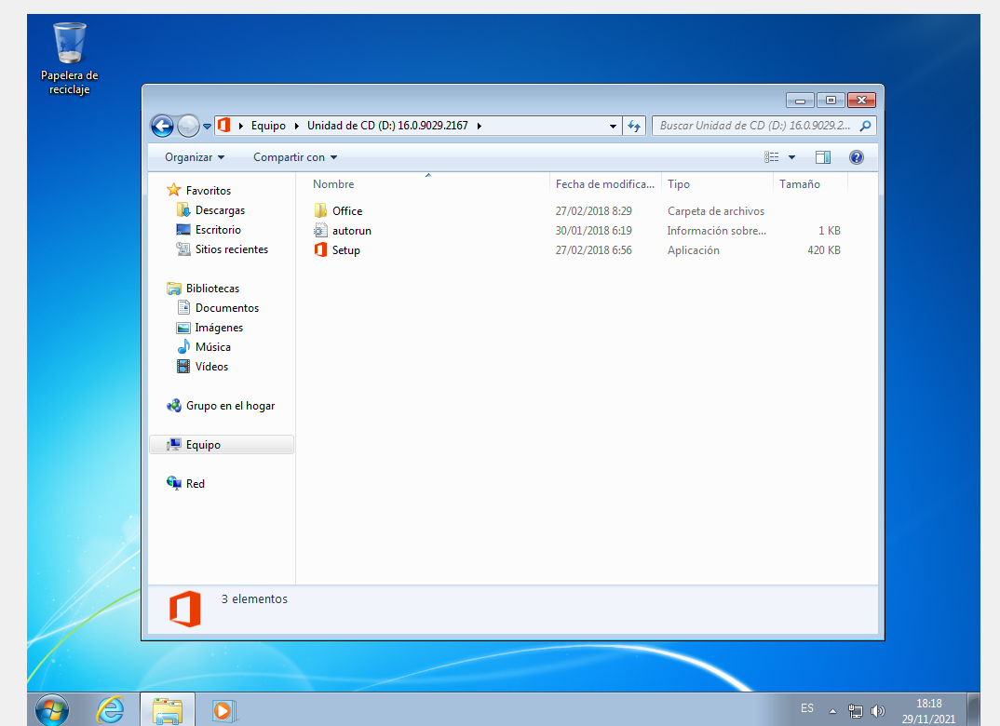 Papelera de
reciclaje
Equipo Unidad de CD (D:) 16.0.9029.2167
Buscar Unidad de CD (D:) 16.0.9029.2...
Organizar Compartir con
Nombre Fecha de modifica... Tipo Tamaño
Favoritos
Descargas
Escritorio
Sitios recientes
Bibliotecas
Documentos
Imágenes
Música
Vídeos
Grupo en el hogar
Equipo
Red
Office 27/02/2018 8:29 Carpeta de archivos
autorun 30/01/2018 6:19 Información sobre... 1 KB
Setup 27/02/2018 6:56 Aplicación 420 KB
3 elementos
ES
18:18
29/11/2021